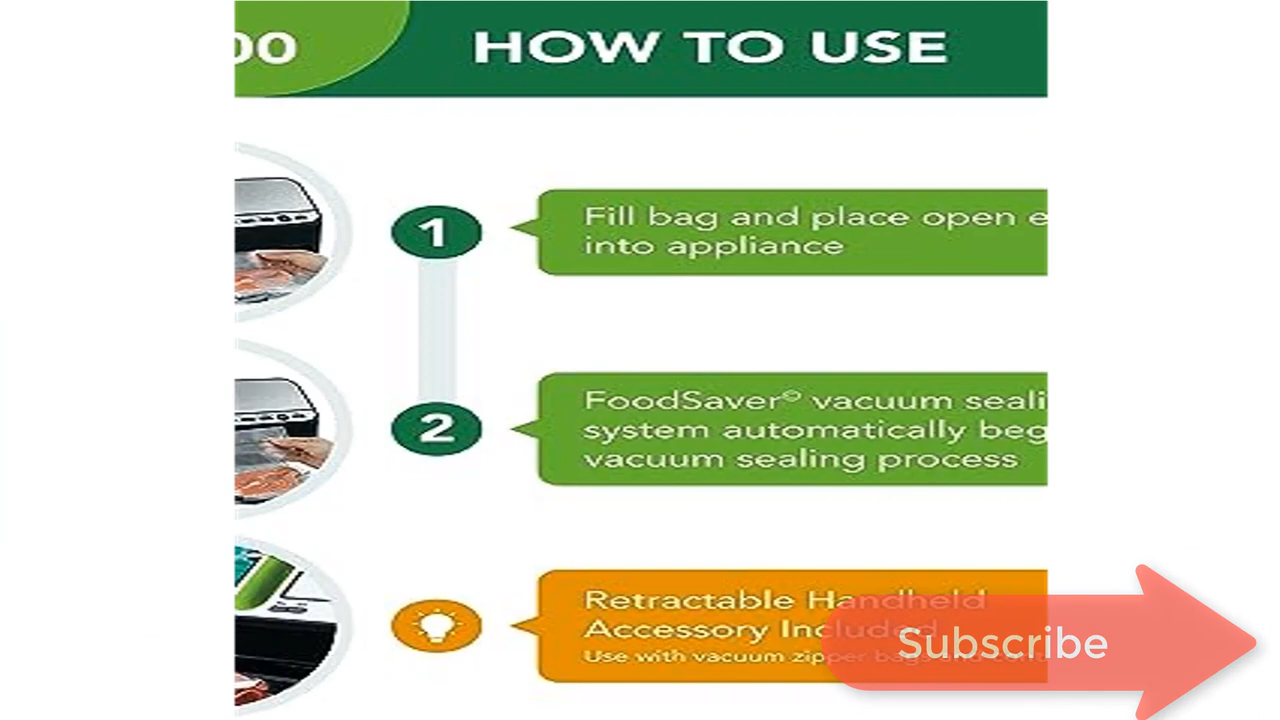 00 HOW TO USE
1 Fill bag and place open e
into appliance
2 FoodSaver® vacuum seali
system automatically beg
vacuum sealing process
Retractable Handheld
Accessory Included
Use with vacuum zipper bags and
Subscribe